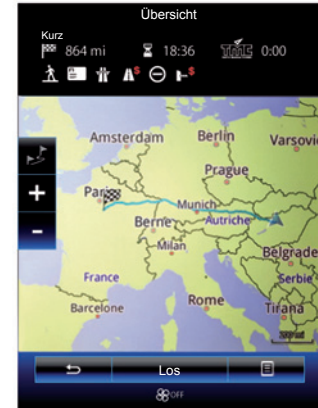 Übersicht
Kurz
864 mi 18:36 TMC 0:00
$ $
Amsterdam Berlin Varsovi
Prague
Paris Munich
Berne Autriche
Milan
Belgrade
France Serbie
Barcelone Rome Tirana
+
-
Los
OFF